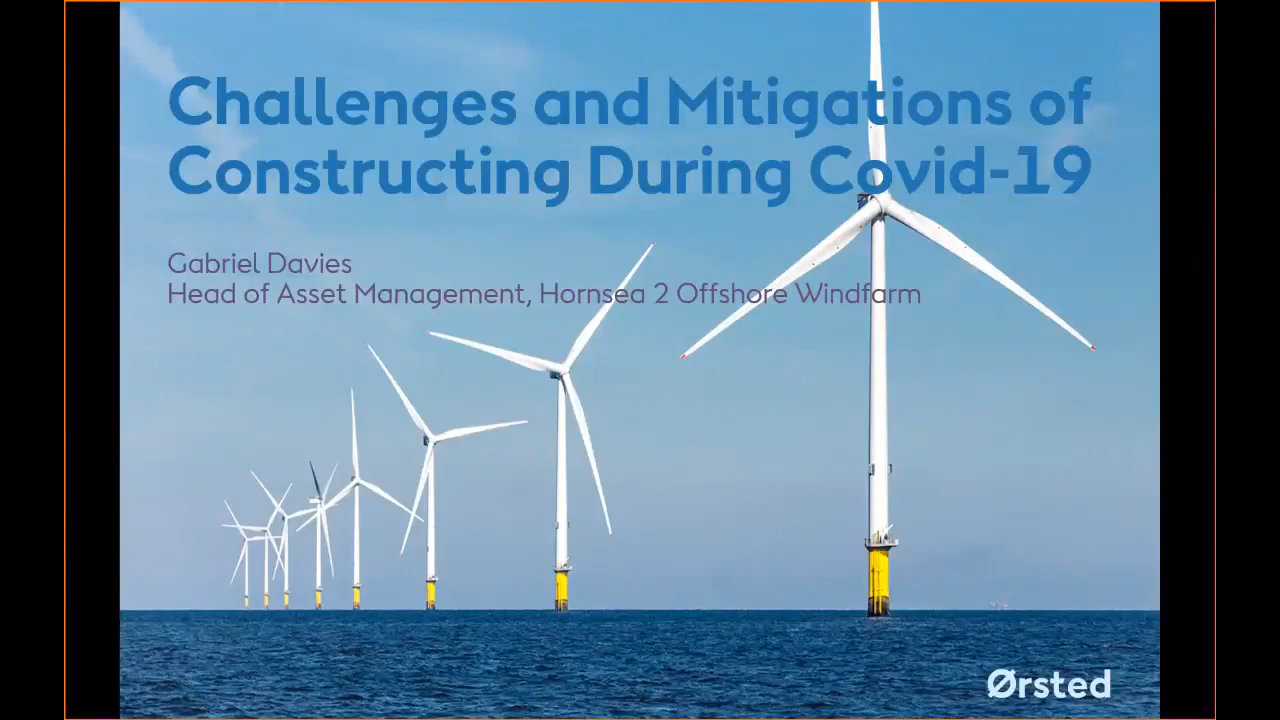 Challenges and Mitigations of
Constructing During Covid-19
Gabriel Davies
Head of Asset Management, Hornsea 2 Offshore Windfarm
Ørsted